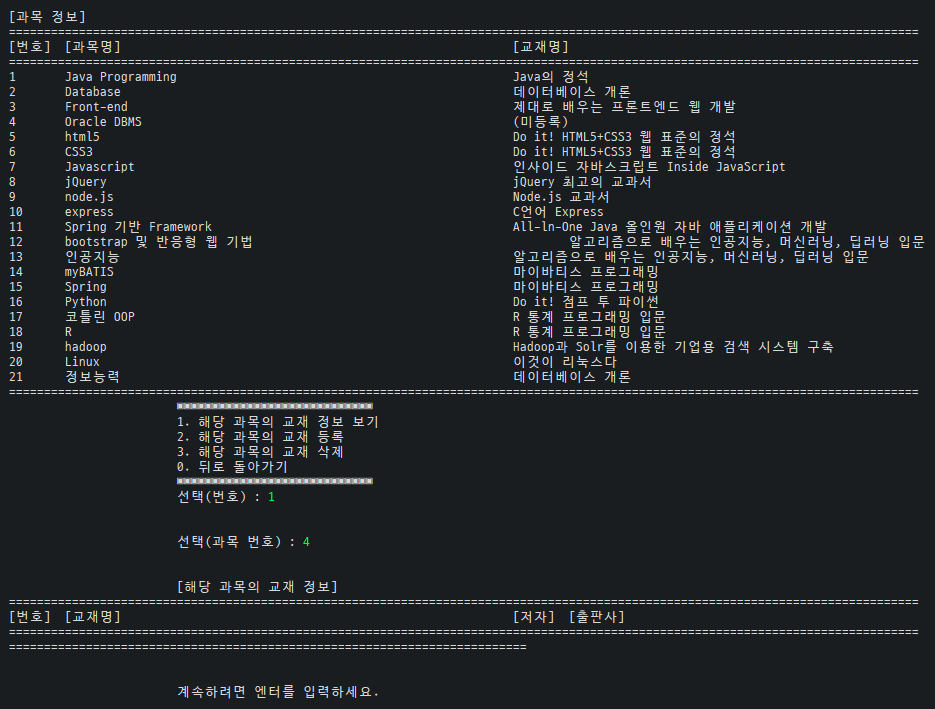 [과목 정보]
==================================================================================================================================
[번호] [과목명] [교재명]
==================================================================================================================================
1 Java Programming Java의 정석
2 Database 데이터베이스 개론
3 Front-end 제대로 배우는 프론트엔드 웹 개발
4 Oracle DBMS (미등록)
5 html5 Do it! HTML5+CSS3 웹 표준의 정석
6 CSS3 Do it! HTML5+CSS3 웹 표준의 정석
7 Javascript 인사이드 자바스크립트 Inside JavaScript
8 jQuery jQuery 최고의 교과서
9 node.js Node.js 교과서
10 express C언어 Express
11 Spring 기반 Framework All-ln-One Java 올인원 자바 애플리케이션 개발
12 bootstrap 및 반응형 웹 기법 알고리즘으로 배우는 인공지능, 머신러닝, 딥러닝 입문
13 인공지능 알고리즘으로 배우는 인공지능, 머신러닝, 딥러닝 입문
14 myBATIS 마이바티스 프로그래밍
15 Spring 마이바티스 프로그래밍
16 Python Do it! 점프 투 파이썬
17 코틀린 OOP R 통계 프로그래밍 입문
18 R R 통계 프로그래밍 입문
19 hadoop Hadoop과 Solr를 이용한 기업용 검색 시스템 구축
20 Linux 이것이 리눅스다
21 정보능력 데이터베이스 개론
==================================================================================================================================
1. 해당 과목의 교재 정보 보기
2. 해당 과목의 교재 등록
3. 해당 과목의 교재 삭제
0. 뒤로 돌아가기
선택(번호) : 1
선택(과목 번호) : 4
[해당 과목의 교재 정보]
==================================================================================================================================
[번호] [교재명] [저자] [출판사]
==================================================================================================================================
==========================================================================
계속하려면 엔터를 입력하세요.